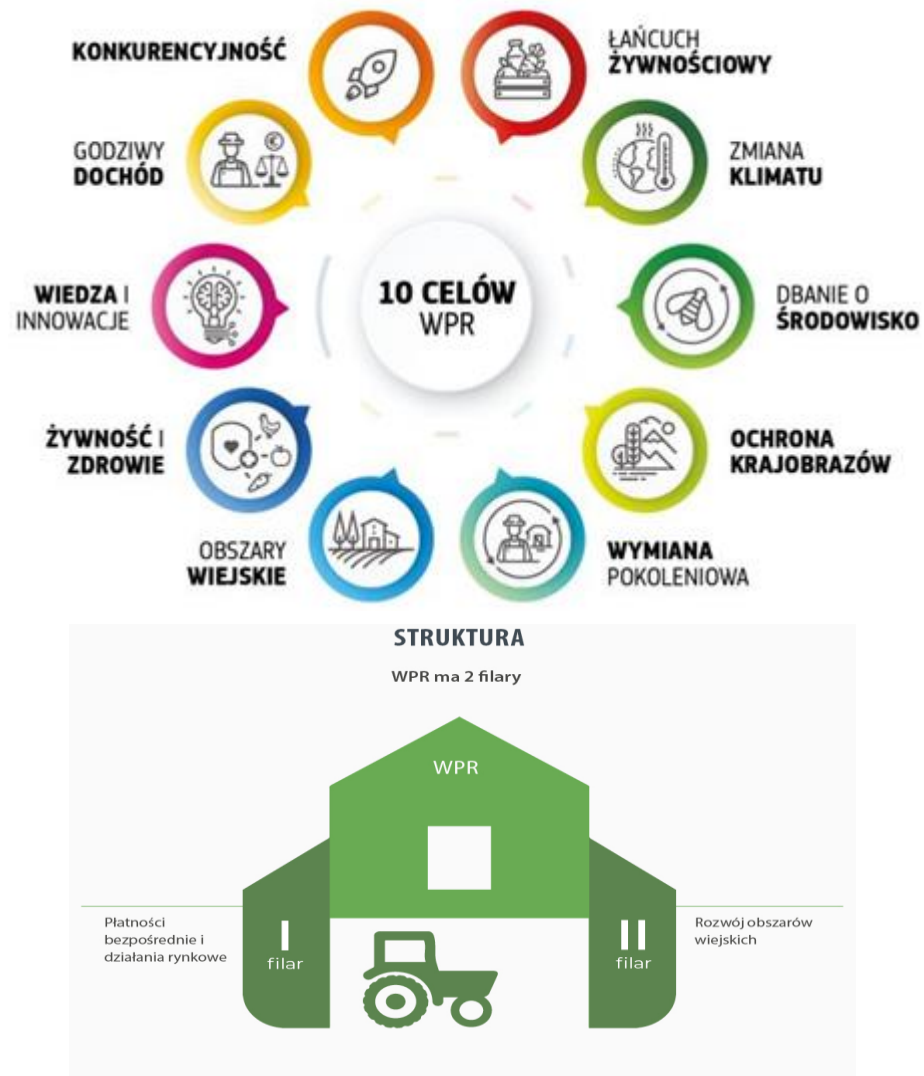 KONKURENCYJNOŚĆ
ŁAŃCUCH
ŻYWNOŚCIOWY
GODZIWY
DOCHÓD
ZMIANA
KLIMATU
WIEDZA I
INNOWACJE
10 CELÓW
WPR
DBANIE O
ŚRODOWISKO
ŻYWNOŚĆ I
ZDROWIE
OCHRONA
KRAJOBRAZÓW
OBSZARY
WIEJSKIE
WYMIANA
POKOLENIOWA
STRUKTURA
WPR ma 2 filary
WPR
Płatności
bezpośrednie i
działania rynkowe
I
filar
II
filar
Rozwój obszarów
wiejskich